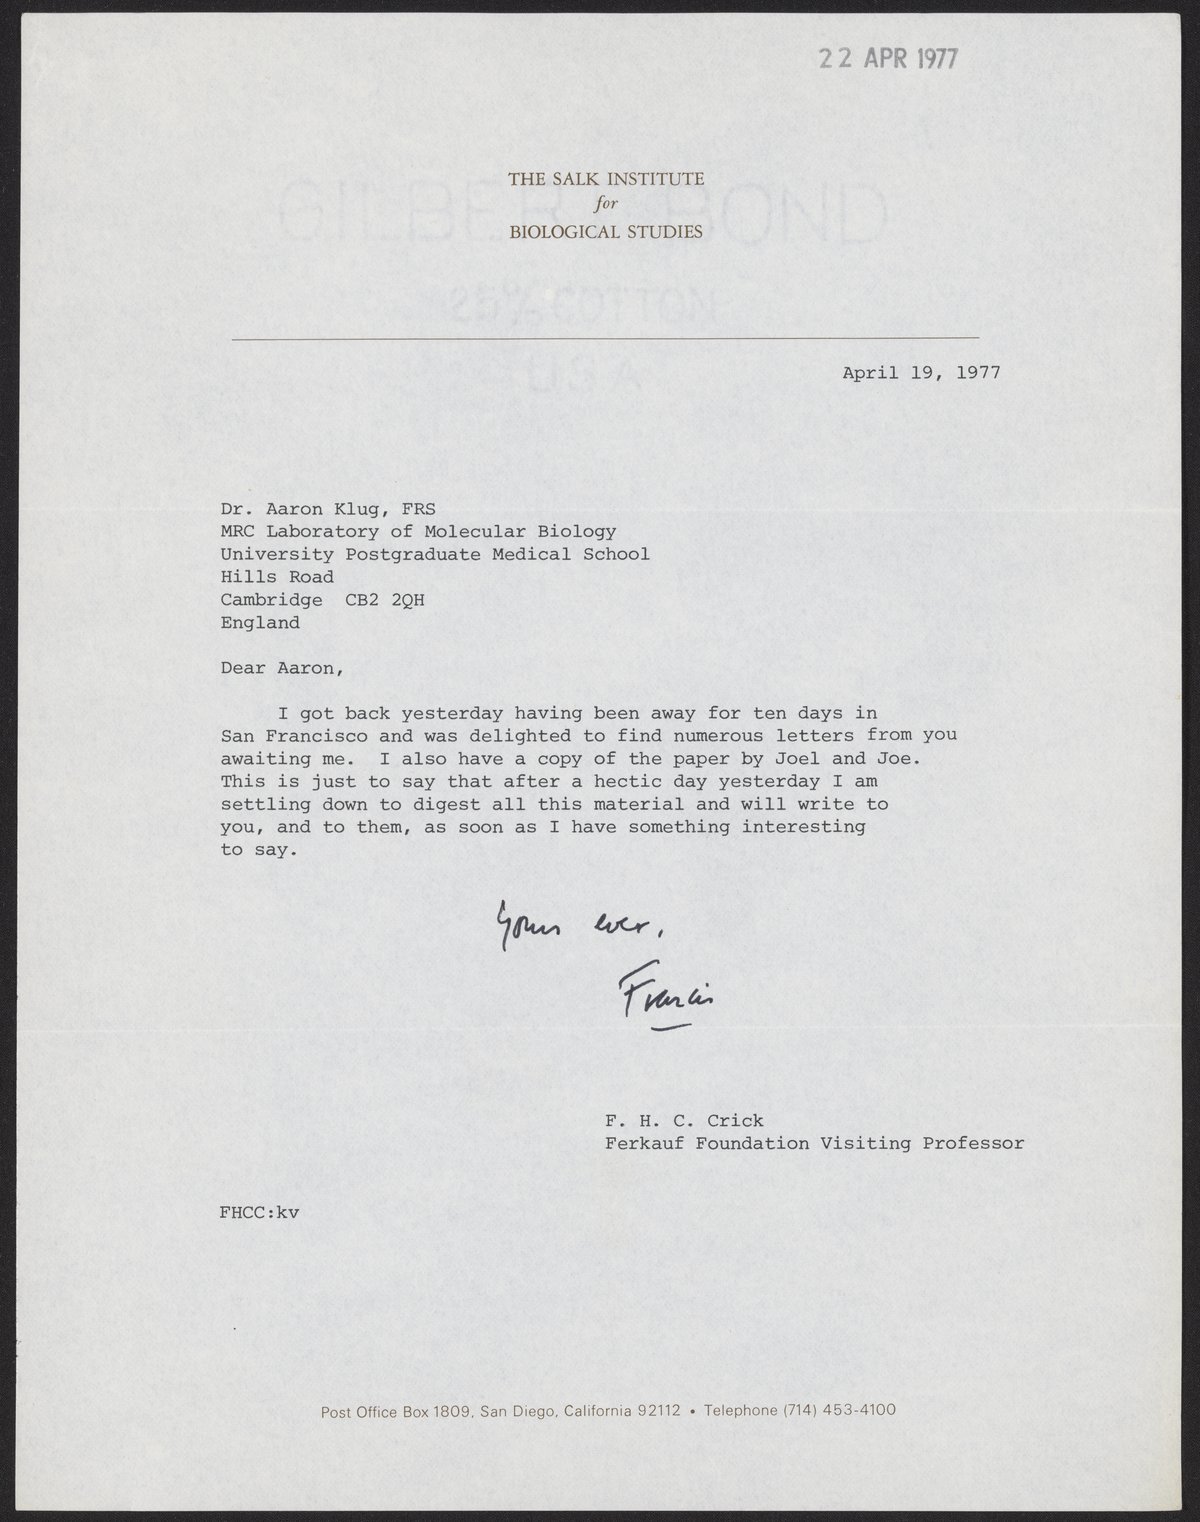 22 APR 1977
THE SALK INSTITUTE
for
BIOLOGICAL STUDIES
GILBERT BOND
25% COTTON
USA
April 19, 1977
Dr. Aaron Klug, FRS
MRC Laboratory of Molecular Biology
University Postgraduate Medical School
Hills Road
Cambridge  CB2 2QH
England
Dear Aaron,
I got back yesterday having been away for ten days in
San Francisco and was delighted to find numerous letters from you
awaiting me.  I also have a copy of the paper by Joel and Joe.
This is just to say that after a hectic day yesterday I am
settling down to digest all this material and will write to
you, and to them, as soon as I have something interesting
to say.
Yours ever,
Francis
F. H. C. Crick
Ferkauf Foundation Visiting Professor
FHCC:kv
Post Office Box 1809, San Diego, California 92112 • Telephone (714) 453-4100